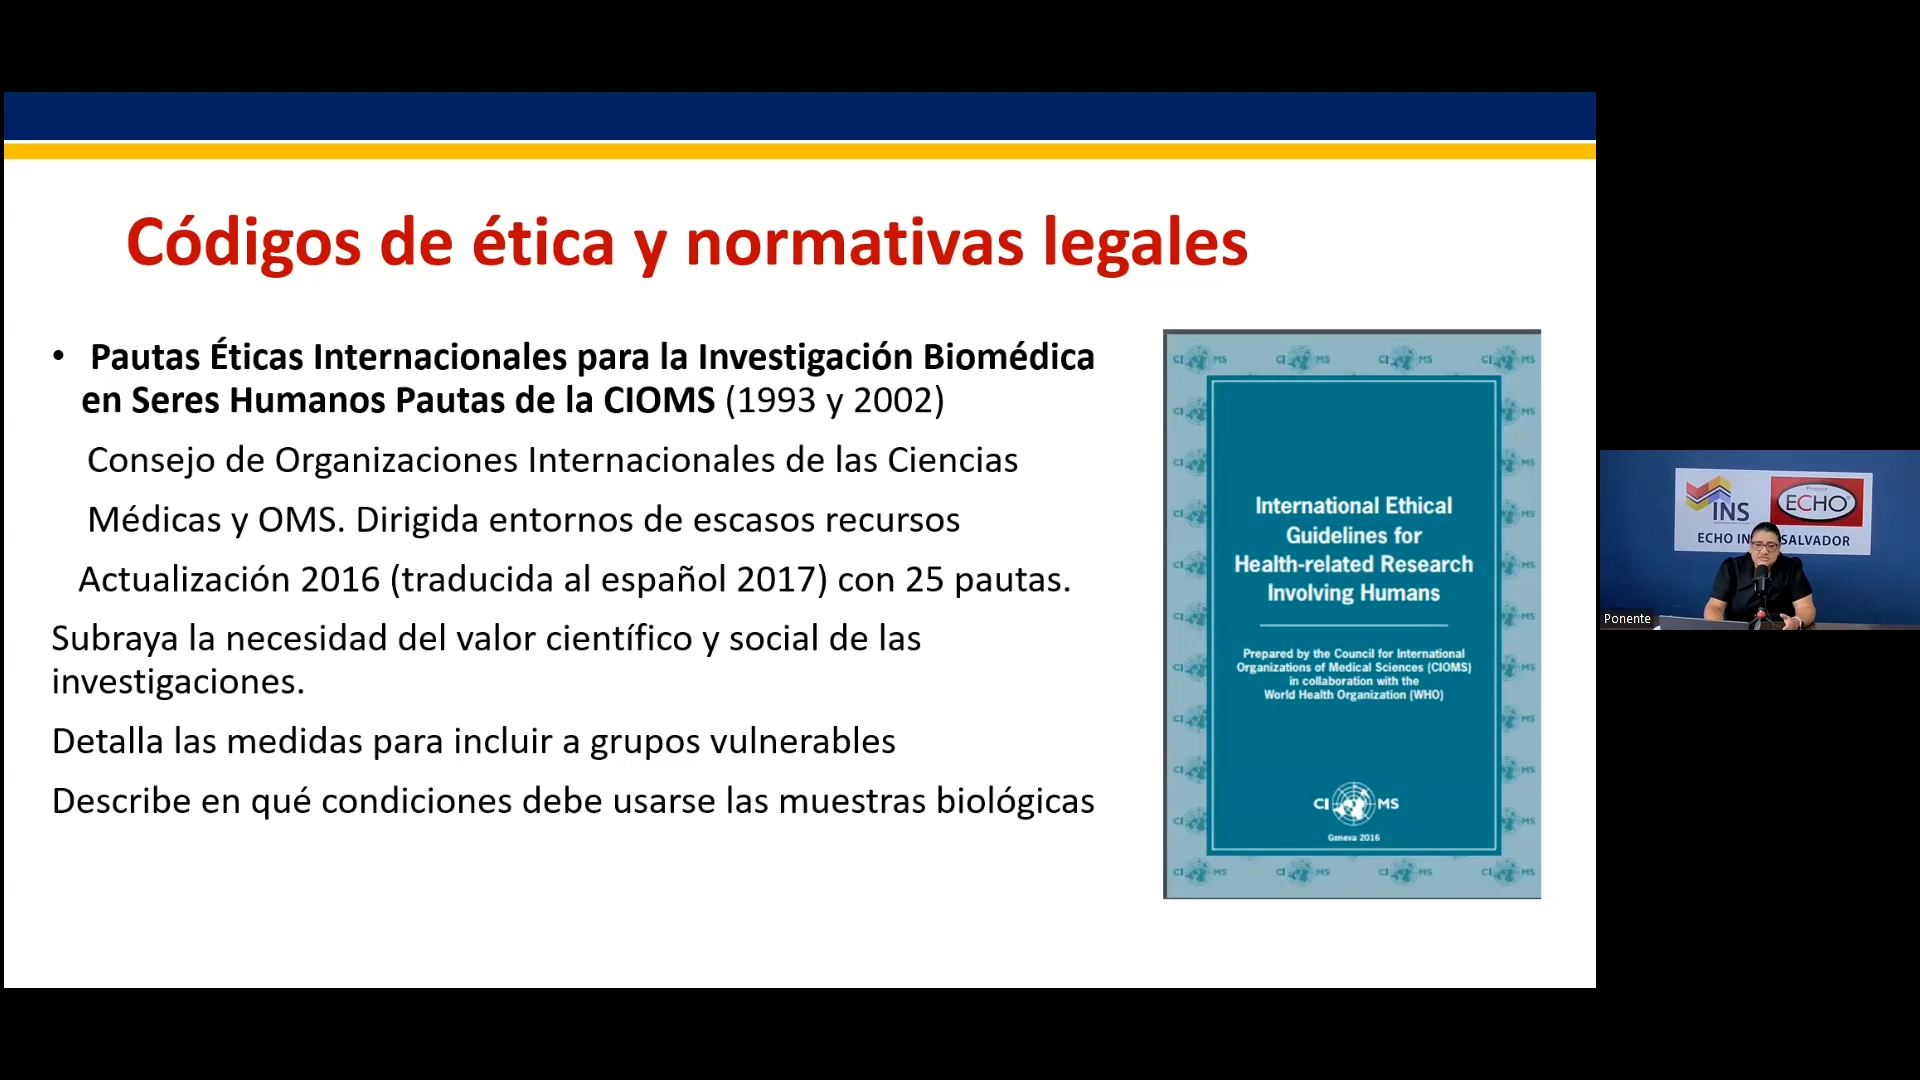 Códigos de ética y normativas legales
• Pautas Éticas Internacionales para la Investigación Biomédica
en Seres Humanos Pautas de la CIOMS (1993 y 2002)
Consejo de Organizaciones Internacionales de las Ciencias
Médicas y OMS. Dirigida entornos de escasos recursos
Actualización 2016 (traducida al español 2017) con 25 pautas.
Subraya la necesidad del valor científico y social de las
investigaciones.
Detalla las medidas para incluir a grupos vulnerables
Describe en qué condiciones debe usarse las muestras biológicas
International Ethical
Guidelines for
Health-related Research
Involving Humans
Prepared by the Council for International
Organizations of Medical Sciences (CIOMS)
in collaboration with the
World Health Organization (WHO)
CI MS
Geneva 2016
INS
Project
ECHO
ECHO IN SALVADOR
Ponente